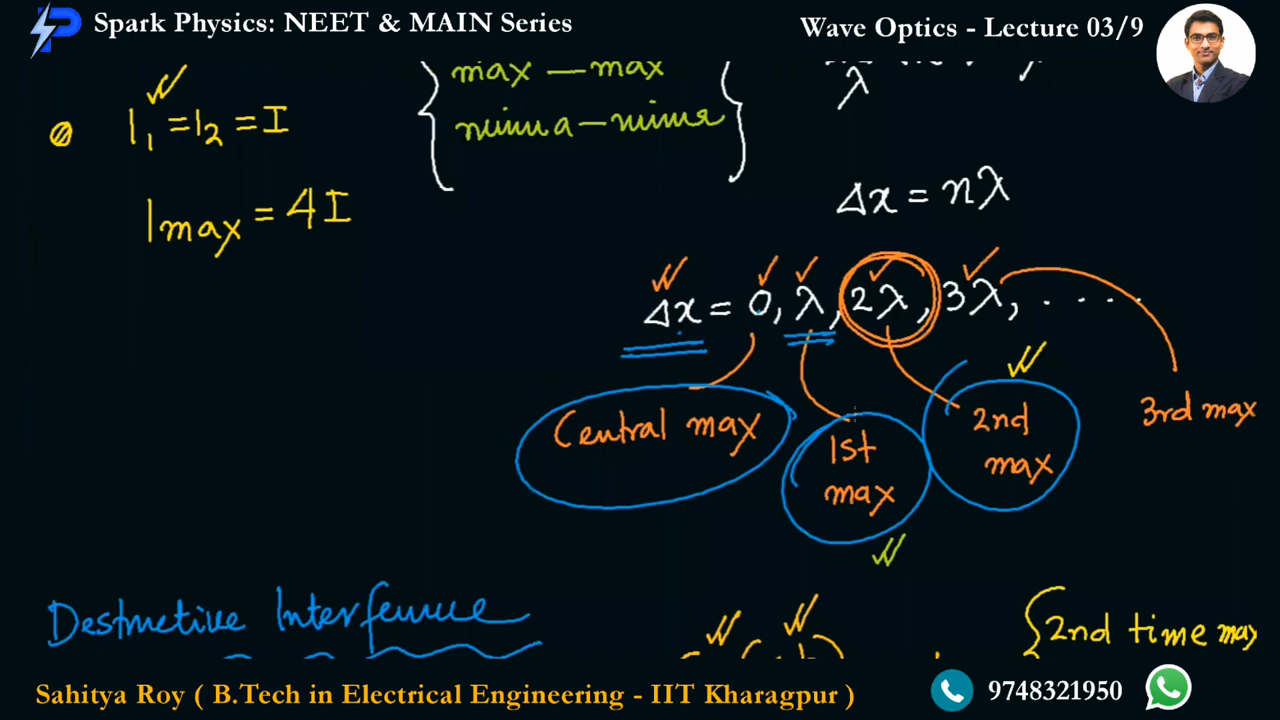 Spark Physics: NEET & MAIN Series
Wave Optics - Lecture 03/9
max — max
minima — minima
λ
I₁ = I₂ = I
Imax = 4I
Δx = nλ
Δx = 0, λ, 2λ, 3λ, ....
Central max
1st max
2nd max
3rd max
Destructive Interference
2nd time max
Sahitya Roy ( B.Tech in Electrical Engineering - IIT Kharagpur )
9748321950